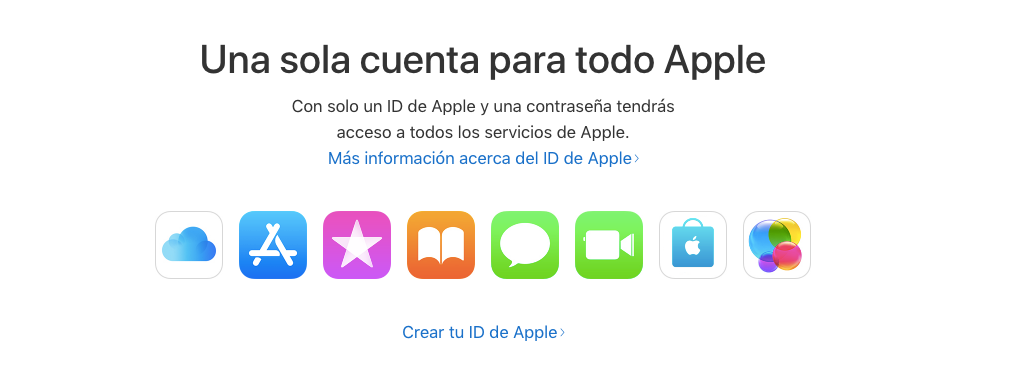 Una sola cuenta para todo Apple
Con solo un ID de Apple y una contraseña tendrás
acceso a todos los servicios de Apple.
Más información acerca del ID de Apple›
Crear tu ID de Apple›